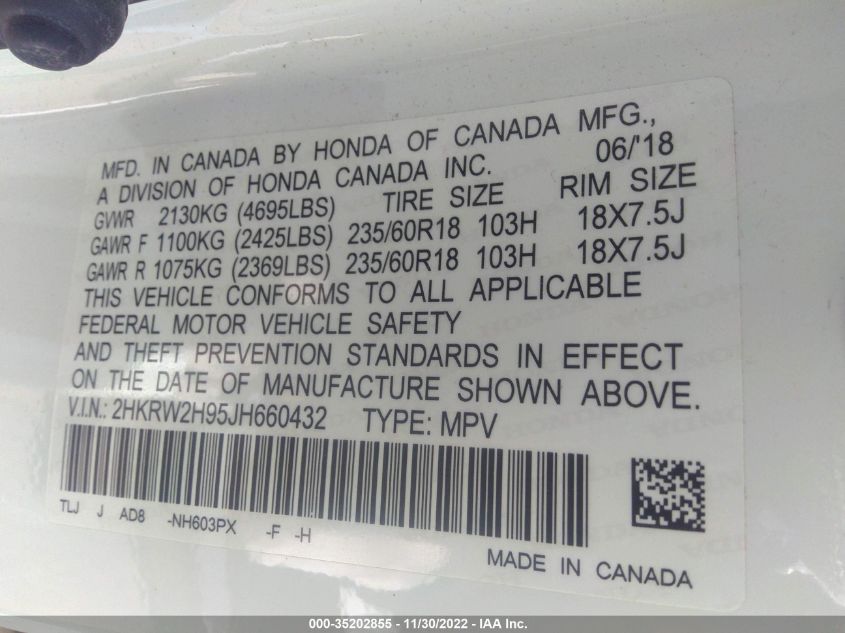 MFD. IN CANADA BY HONDA OF CANADA MFG.,
A DIVISION OF HONDA CANADA INC. 06/'18
GVWR 2130KG (4695LBS) TIRE SIZE RIM SIZE
GAWR F 1100KG (2425LBS) 235/60R18 103H 18X7.5J
GAWR R 1075KG (2369LBS) 235/60R18 103H 18X7.5J
THIS VEHICLE CONFORMS TO ALL APPLICABLE
FEDERAL MOTOR VEHICLE SAFETY
AND THEFT PREVENTION STANDARDS IN EFFECT
ON THE DATE OF MANUFACTURE SHOWN ABOVE.
V.I.N.: 2HKRW2H95JH660432 TYPE: MPV
TLJ J AD8 -NH603PX -F -H
MADE IN CANADA
000-35202855 - 11/30/2022 - IAA Inc.